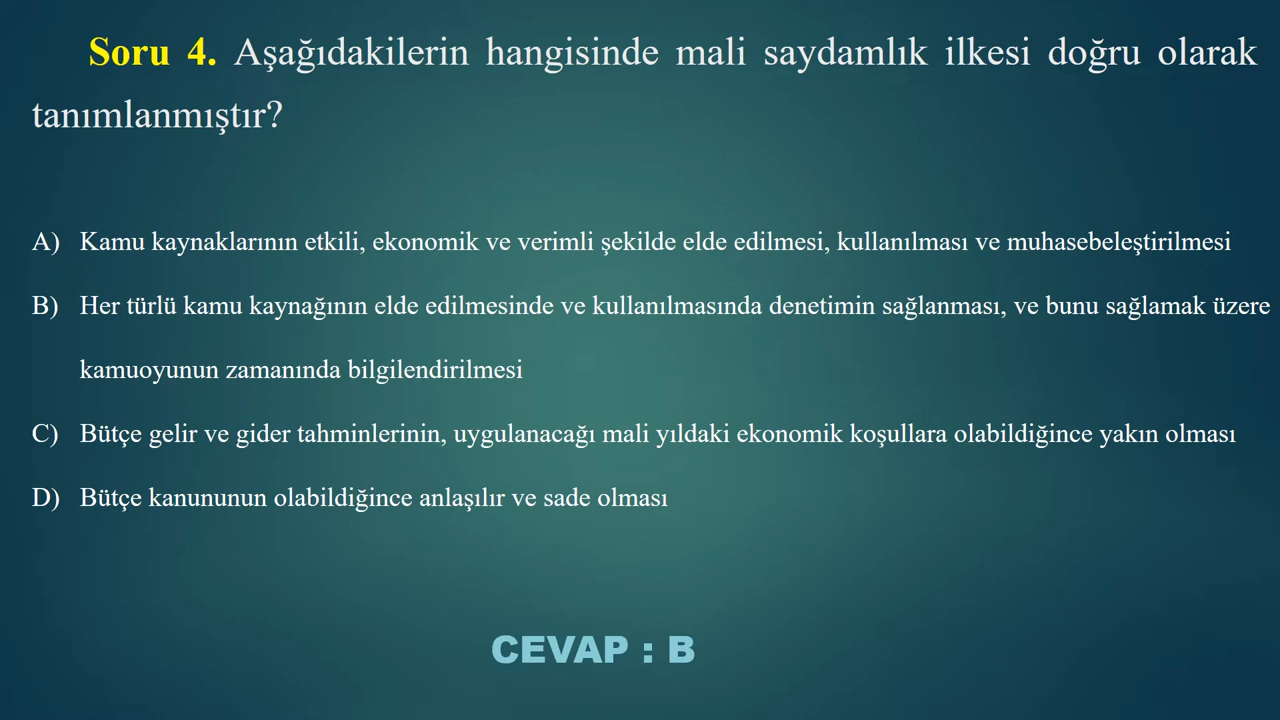 Soru 4. Aşağıdakilerin hangisinde mali saydamlık ilkesi doğru olarak
tanımlanmıştır?
A) Kamu kaynaklarının etkili, ekonomik ve verimli şekilde elde edilmesi, kullanılması ve muhasebeleştirilmesi
B) Her türlü kamu kaynağının elde edilmesinde ve kullanılmasında denetimin sağlanması, ve bunu sağlamak üzere
kamuoyunun zamanında bilgilendirilmesi
C) Bütçe gelir ve gider tahminlerinin, uygulanacağı mali yıldaki ekonomik koşullara olabildiğince yakın olması
D) Bütçe kanununun olabildiğince anlaşılır ve sade olması
CEVAP : B